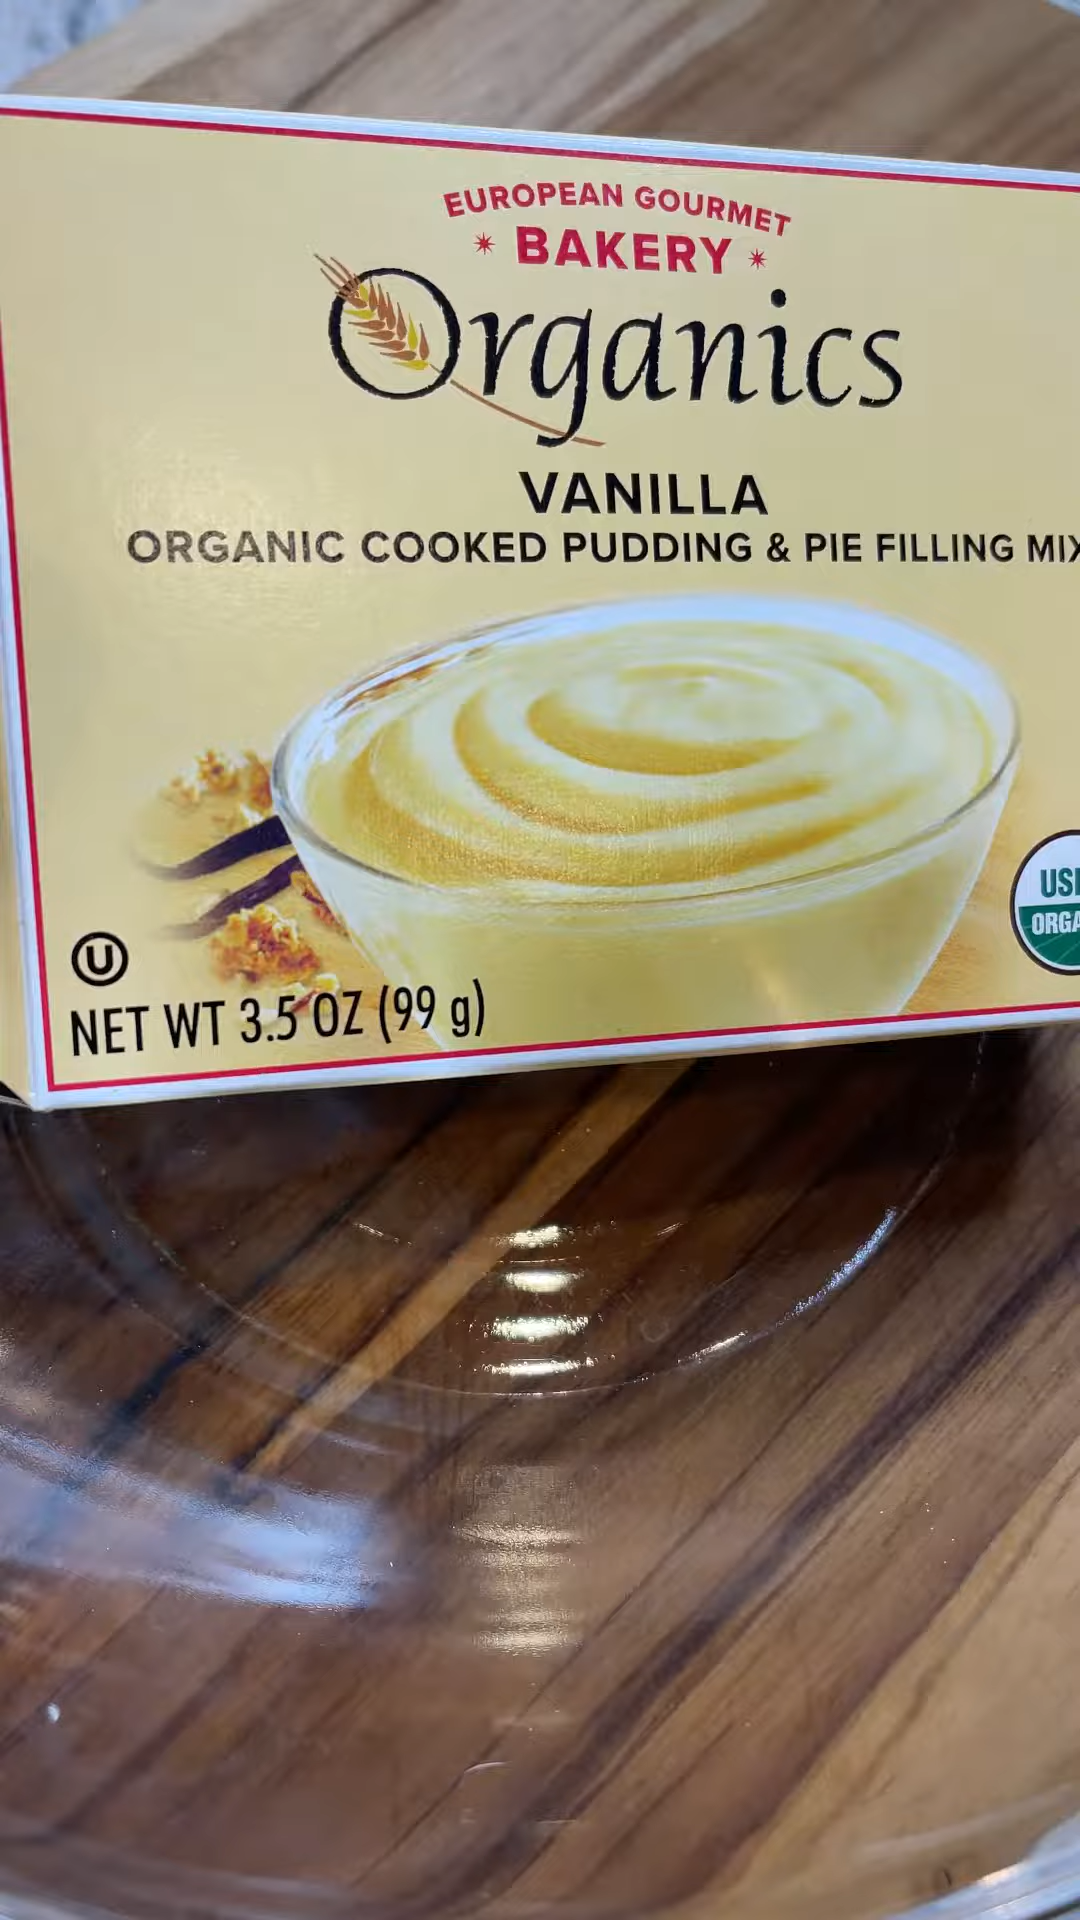 EUROPEAN GOURMET
BAKERY
Organics
VANILLA
ORGANIC COOKED PUDDING & PIE FILLING MIX
NET WT 3.5 OZ (99 g)
U